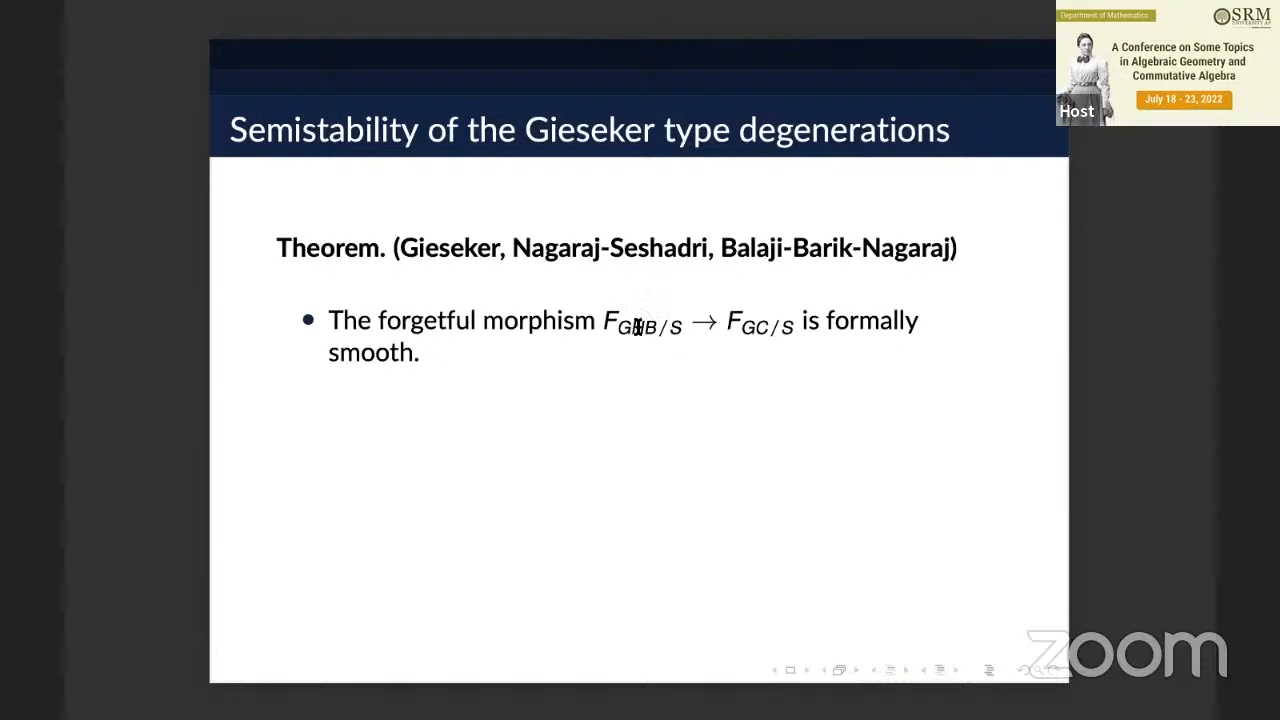 Department of Mathematics
SRM
A Conference on Some Topics
in Algebraic Geometry and
Commutative Algebra
July 18 - 23, 2022
Host
Semistability of the Gieseker type degenerations
Theorem. (Gieseker, Nagaraj-Seshadri, Balaji-Barik-Nagaraj)
The forgetful morphism → F_{GC/S} is formally
smooth.
zoom